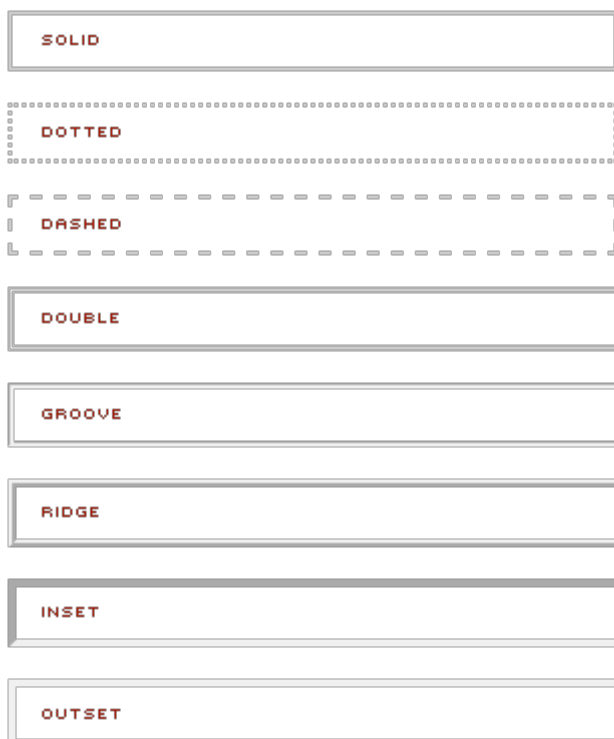 SOLID
DOTTED
DASHED
DOUBLE
GROOVE
RIDGE
INSET
OUTSET